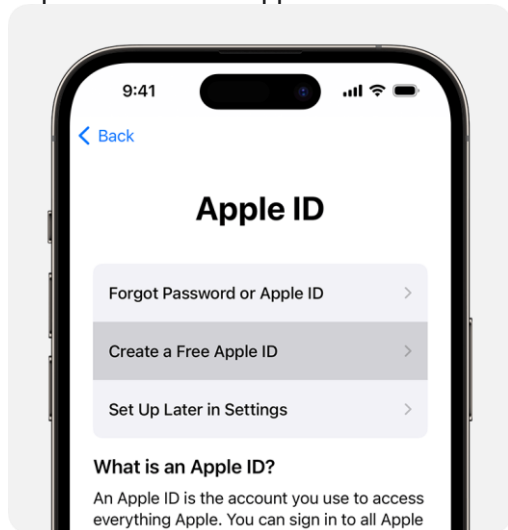 9:41
Back
Apple ID
Forgot Password or Apple ID
Create a Free Apple ID
Set Up Later in Settings
What is an Apple ID?
An Apple ID is the account you use to access
everything Apple. You can sign in to all Apple